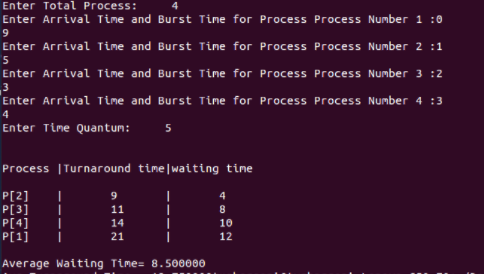 Enter Total Process:     4
Enter Arrival Time and Burst Time for Process Process Number 1 :0
9
Enter Arrival Time and Burst Time for Process Process Number 2 :1
5
Enter Arrival Time and Burst Time for Process Process Number 3 :2
3
Enter Arrival Time and Burst Time for Process Process Number 4 :3
4
Enter Time Quantum:     5
Process |Turnaround time|waiting time
P[2]    |       9       |       4
P[3]    |       11      |       8
P[4]    |       14      |       10
P[1]    |       21      |       12
Average Waiting Time= 8.500000